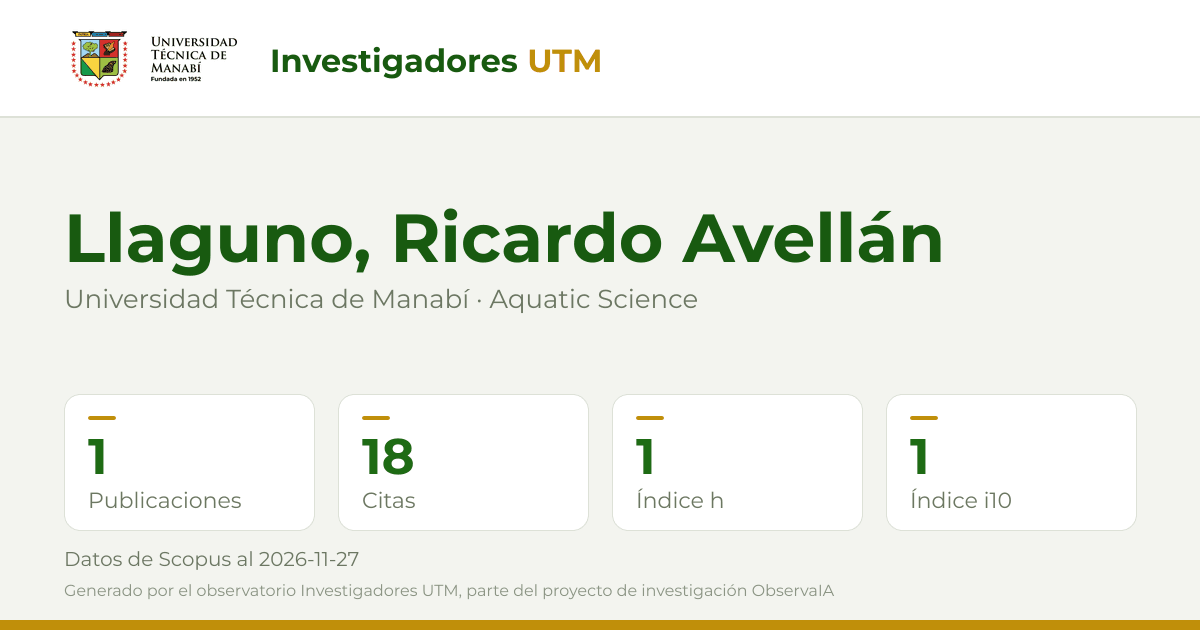 UNIVERSIDAD
TÉCNICA DE
MANABÍ
Fundada en 1952
Investigadores UTM
Llaguno, Ricardo Avellán
Universidad Técnica de Manabí · Aquatic Science
1
Publicaciones
18
Citas
1
Índice h
1
Índice i10
Datos de Scopus al 2026-11-27
Generado por el observatorio Investigadores UTM, parte del proyecto de investigación ObservaIA